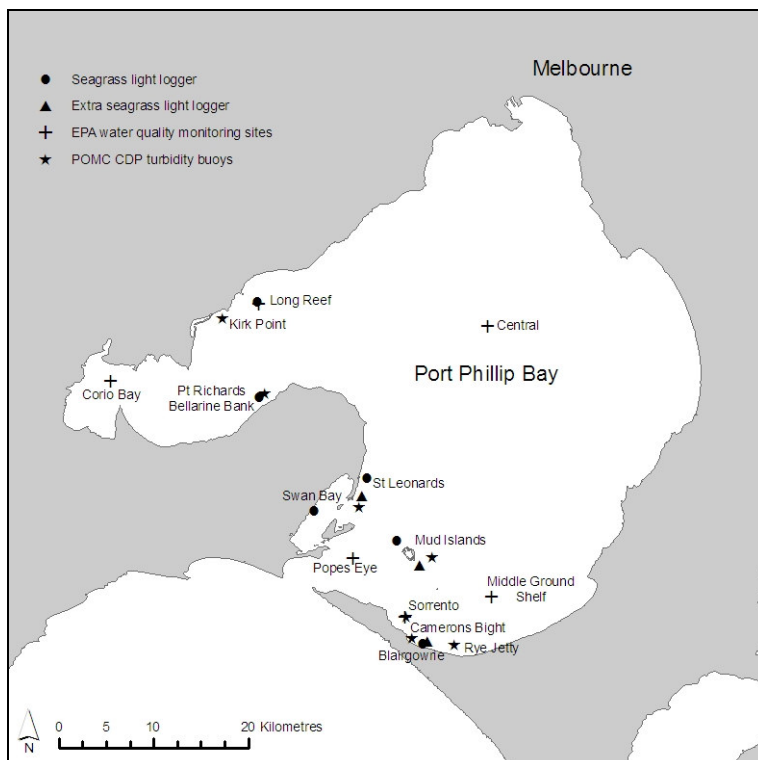 Melbourne
Seagrass light logger
Extra seagrass light logger
EPA water quality monitoring sites
POMC CDP turbidity buoys
Long Reef
Kirk Point
Central
Port Phillip Bay
Corio Bay
Pt Richards
Bellarine Bank
St Leonards
Swan Bay
Mud Islands
Popes Eye
Middle Ground
Shelf
Sorrento
Camerons Bight
Blairgowrie
Rye Jetty
0 5 10 20 Kilometres
N